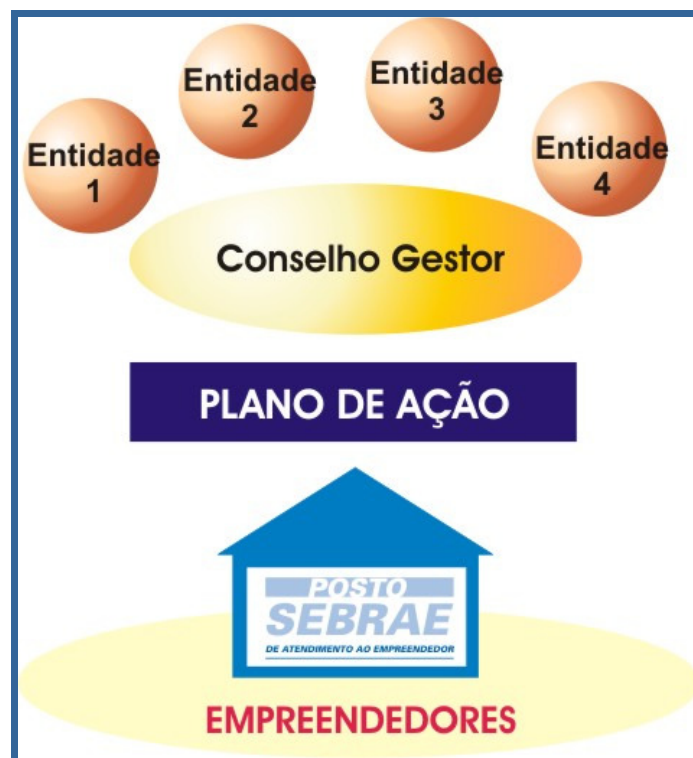 Entidade
1
Entidade
2
Entidade
3
Entidade
4
Conselho Gestor
PLANO DE AÇÃO
POSTO
SEBRAE
DE ATENDIMENTO AO EMPREENDEDOR
EMPREENDEDORES